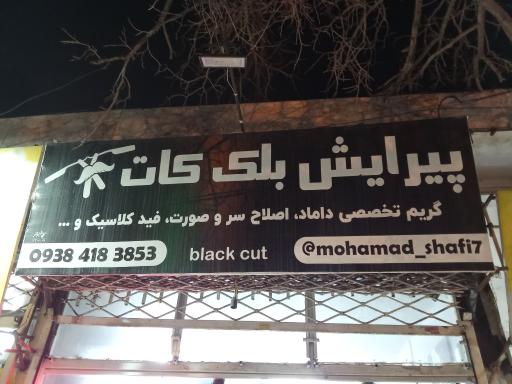 پیرایش بلک کات
گریم تخصصی داماد، اصلاح سر و صورت، فید کلاسیک و ...
0938 418 3853 black cut @mohamad_shafi7